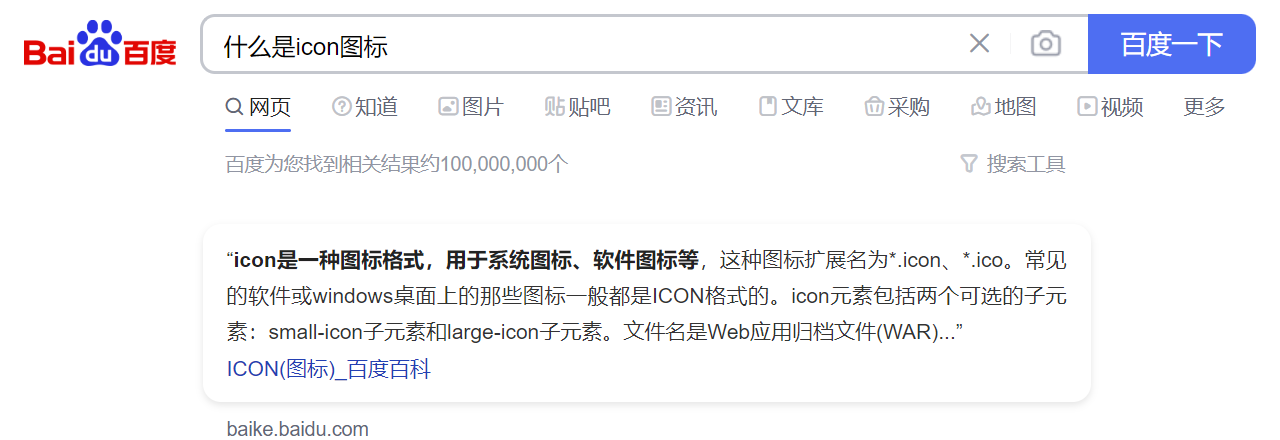 Bai du 百度 什么是icon图标 百度一下
网页 知道 图片 贴吧 资讯 文库 采购 地图 视频 更多
百度为您找到相关结果约100,000,000个 搜索工具
“icon是一种图标格式，用于系统图标、软件图标等，这种图标扩展名为*.icon、*.ico。常见
的软件或windows桌面上的那些图标一般都是ICON格式的。icon元素包括两个可选的子元
素：small-icon子元素和large-icon子元素。文件名是Web应用归档文件(WAR)...”
ICON(图标)_百度百科
baike.baidu.com